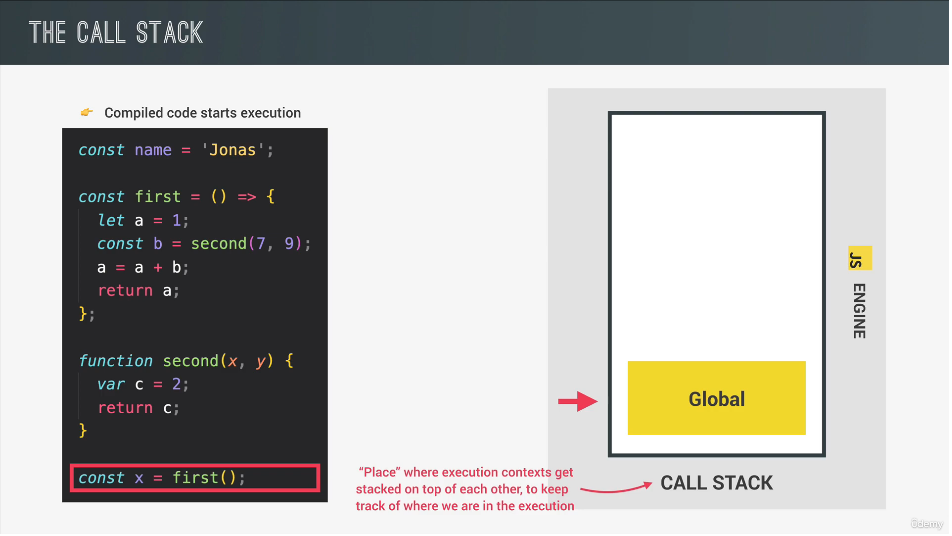 THE CALL STACK
👉 Compiled code starts execution
const name = 'Jonas';
const first = () => {
let a = 1;
const b = second(7, 9);
a = a + b;
return a;
};
function second(x, y) {
var c = 2;
return c;
}
const x = first();
“Place” where execution contexts get
stacked on top of each other, to keep
track of where we are in the execution
Global
CALL STACK
JS
ENGINE
ûdemy